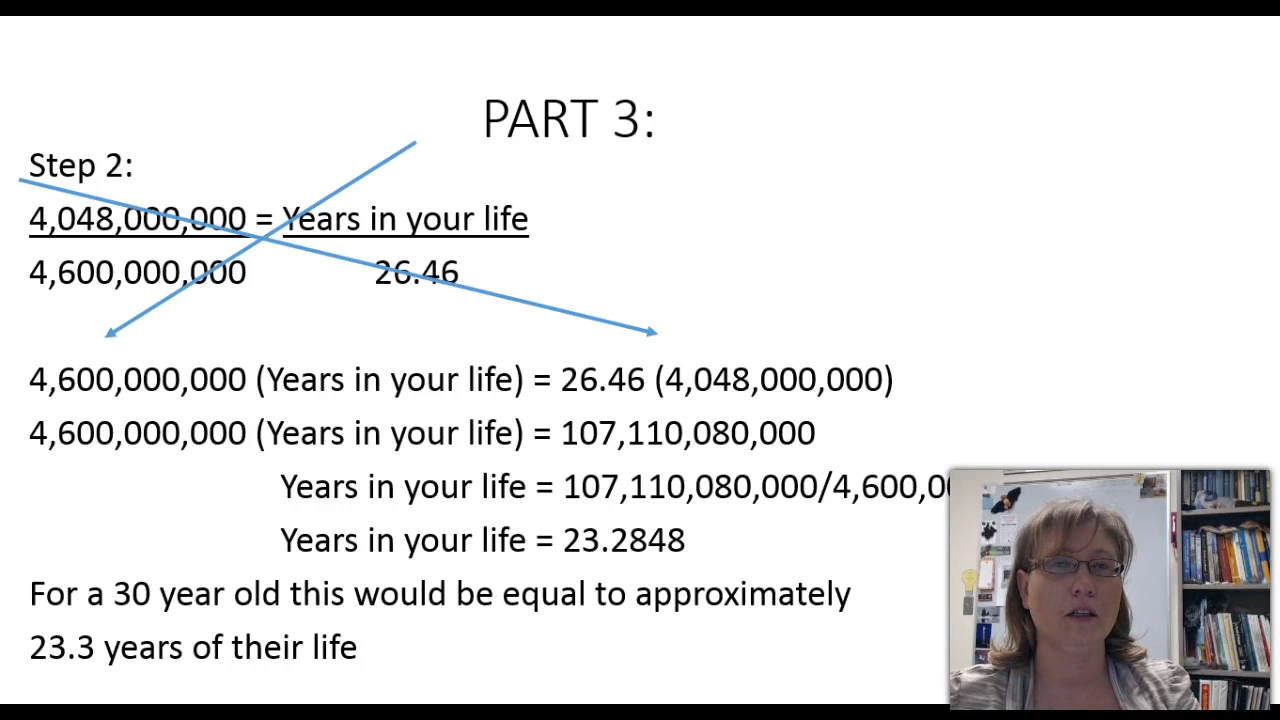 PART 3:
Step 2:
4,048,000,000 = Years in your life
4,600,000,000 26.46
4,600,000,000 (Years in your life) = 26.46 (4,048,000,000)
4,600,000,000 (Years in your life) = 107,110,080,000
Years in your life = 107,110,080,000/4,600,0
Years in your life = 23.2848
For a 30 year old this would be equal to approximately
23.3 years of their life